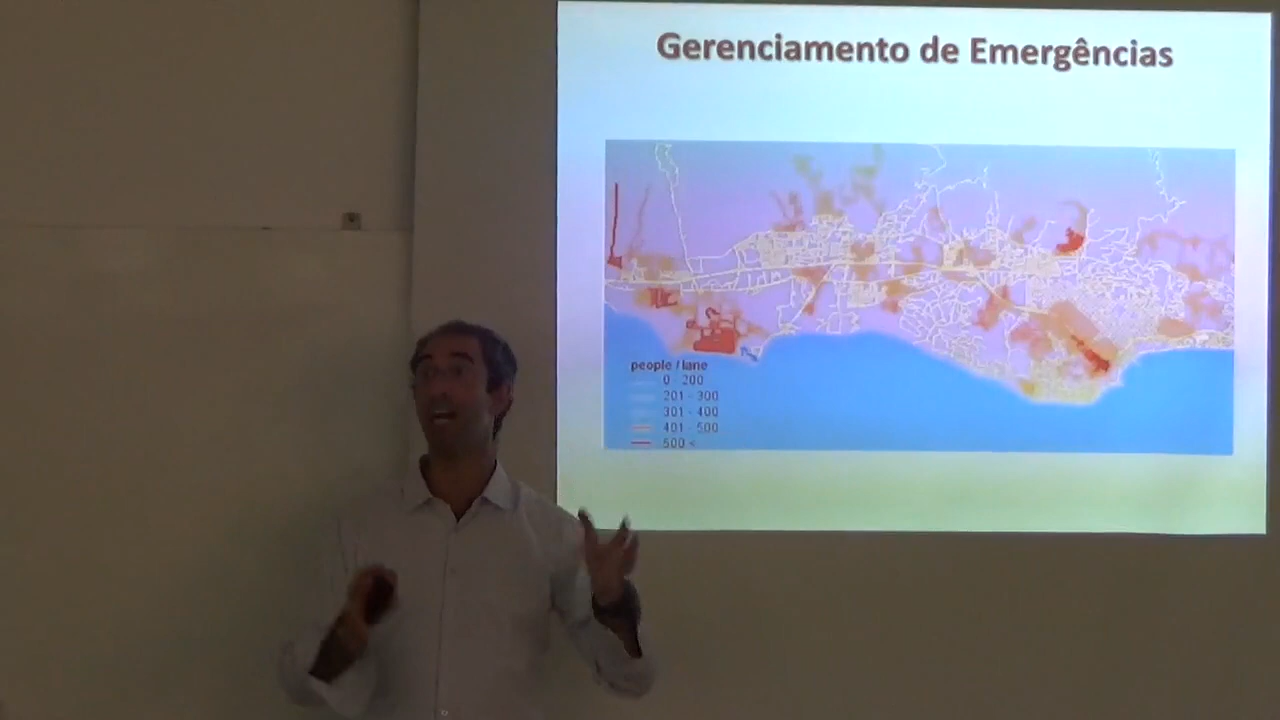 Gerenciamento de Emergências
people / lane
0 - 200
201 - 300
301 - 400
401 - 500
500 <